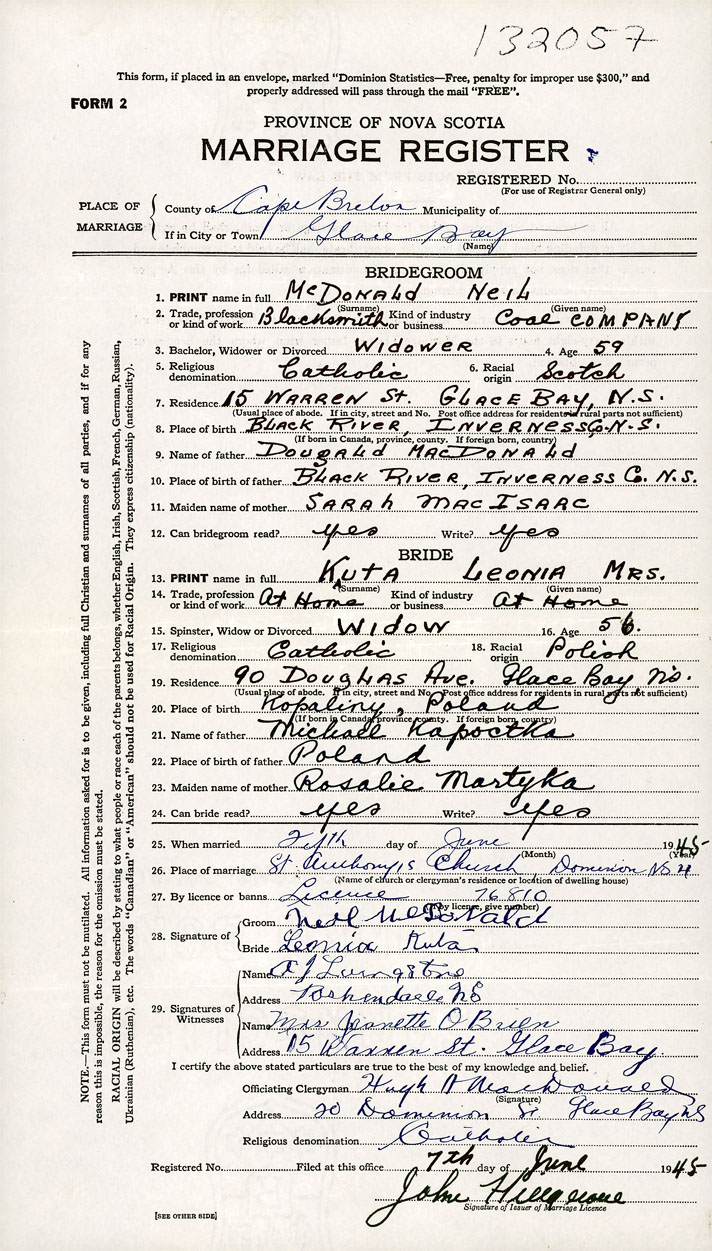 132057
This form, if placed in an envelope, marked "Dominion Statistics—Free, penalty for improper use $300," and
properly addressed will pass through the mail "FREE".
FORM 2
PROVINCE OF NOVA SCOTIA
MARRIAGE REGISTER
REGISTERED No.
(For use of Registrar General only)
PLACE OF MARRIAGE
County of Cape Breton Municipality of
If in City or Town Glace Bay
(Name)
BRIDEGROOM
1. PRINT name in full McDonald Neil
(Surname) (Given name)
2. Trade, profession or kind of work Blacksmith Kind of industry or business Coal Company
3. Bachelor, Widower or Divorced Widower 4. Age 59
5. Religious denomination Catholic 6. Racial origin Scotch
7. Residence 15 Warren St. Glace Bay, N.S.
(Usual place of abode. If in city, street and No. Post office address for residents in rural parts not sufficient)
8. Place of birth Black River, Inverness Co. N.S.
(If born in Canada, province, county. If foreign born, country)
9. Name of father Dougald MacDonald
10. Place of birth of father Black River, Inverness Co. N.S.
11. Maiden name of mother Sarah MacIsaac
12. Can bridegroom read? yes Write? yes
BRIDE
13. PRINT name in full Kuta Leonia Mrs.
(Surname) (Given name)
14. Trade, profession or kind of work At Home Kind of industry or business At Home
15. Spinster, Widow or Divorced Widow 16. Age 56.
17. Religious denomination Catholic 18. Racial origin Polish
19. Residence 90 Douglas Ave. Glace Bay N.S.
(Usual place of abode. If in city, street and No. Post office address for residents in rural parts not sufficient)
20. Place of birth Kopaliny, Poland
(If born in Canada province, county. If foreign born, country)
21. Name of father Michael Kapoctka
22. Place of birth of father Poland
23. Maiden name of mother Rosalie Martyka
24. Can bride read? yes Write? yes
25. When married Fifth day of June 1945
(Month) (Year)
26. Place of marriage St. Anthony's Church, Dominion NS
(Name of church or clergyman's residence or location of dwelling house)
27. By licence or banns Licence 76810
(If by licence, give number)
28. Signature of
Groom Neil McDonald
Bride Leonia Kuta
29. Signatures of Witnesses
Name A J Livingstone
Address NS
Name Mrs Jeanette O'Brien
Address 15 Warren St. Glace Bay.
I certify the above stated particulars are true to the best of my knowledge and belief.
Officiating Clergyman Hugh A MacDonald
(Signature)
Address 20 Dominion St Glace Bay NS
Religious denomination Catholic
Registered No. Filed at this office 7th day of June 1945
John
Signature of Issuer of Marriage Licence
[SEE OTHER SIDE]
NOTE.—This form must not be mutilated. All information asked for is to be given, including full Christian and surnames of all parties, and if for any
reason this is impossible, the reason for the omission must be stated.
RACIAL ORIGIN will be described by stating to what people or race each of the parents belongs, whether English, Irish, Scottish, French, German, Russian,
Ukrainian (Ruthenian), etc. The words "Canadian" or "American" should not be used for Racial Origin. They express citizenship (nationality).